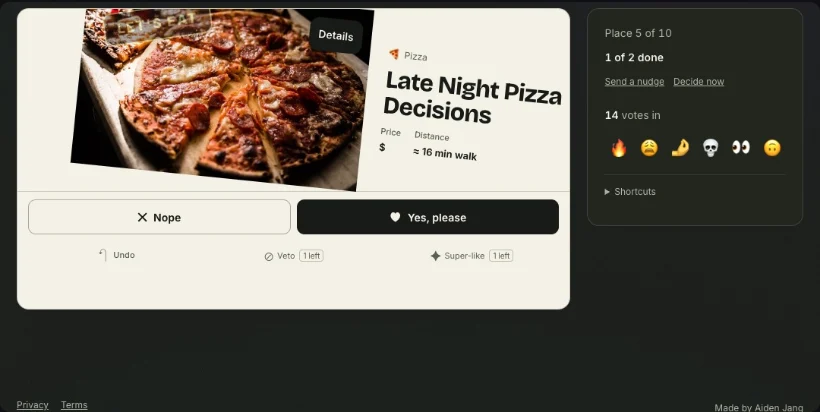 LET'S EAT
Details
🍕 Pizza
Late Night Pizza
Decisions
Price Distance
$ ≈ 16 min walk
Nope
Yes, please
Undo
Veto 1 left
Super-like 1 left
Place 5 of 10
1 of 2 done
Send a nudge Decide now
14 votes in
Shortcuts
Privacy Terms
Made by Aiden Jang